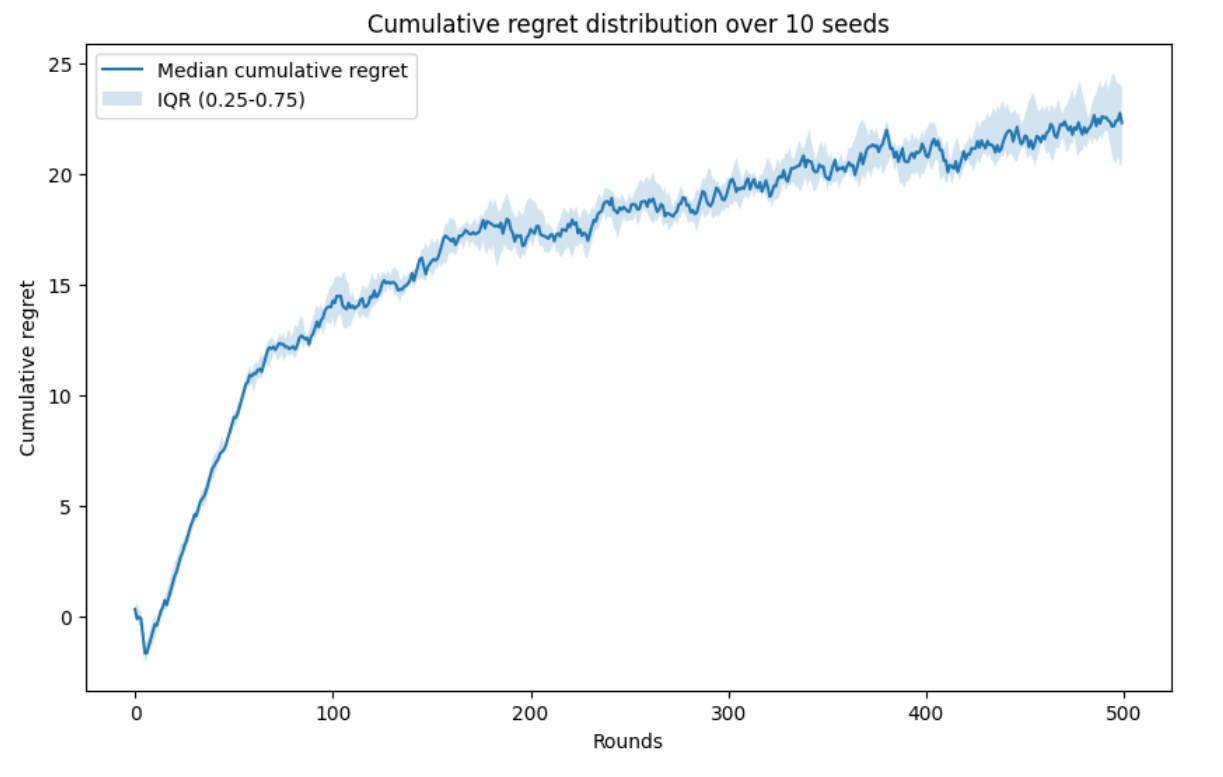 Cumulative regret distribution over 10 seeds
Median cumulative regret
IQR (0.25-0.75)
Cumulative regret
25
20
15
10
5
0
0 100 200 300 400 500
Rounds